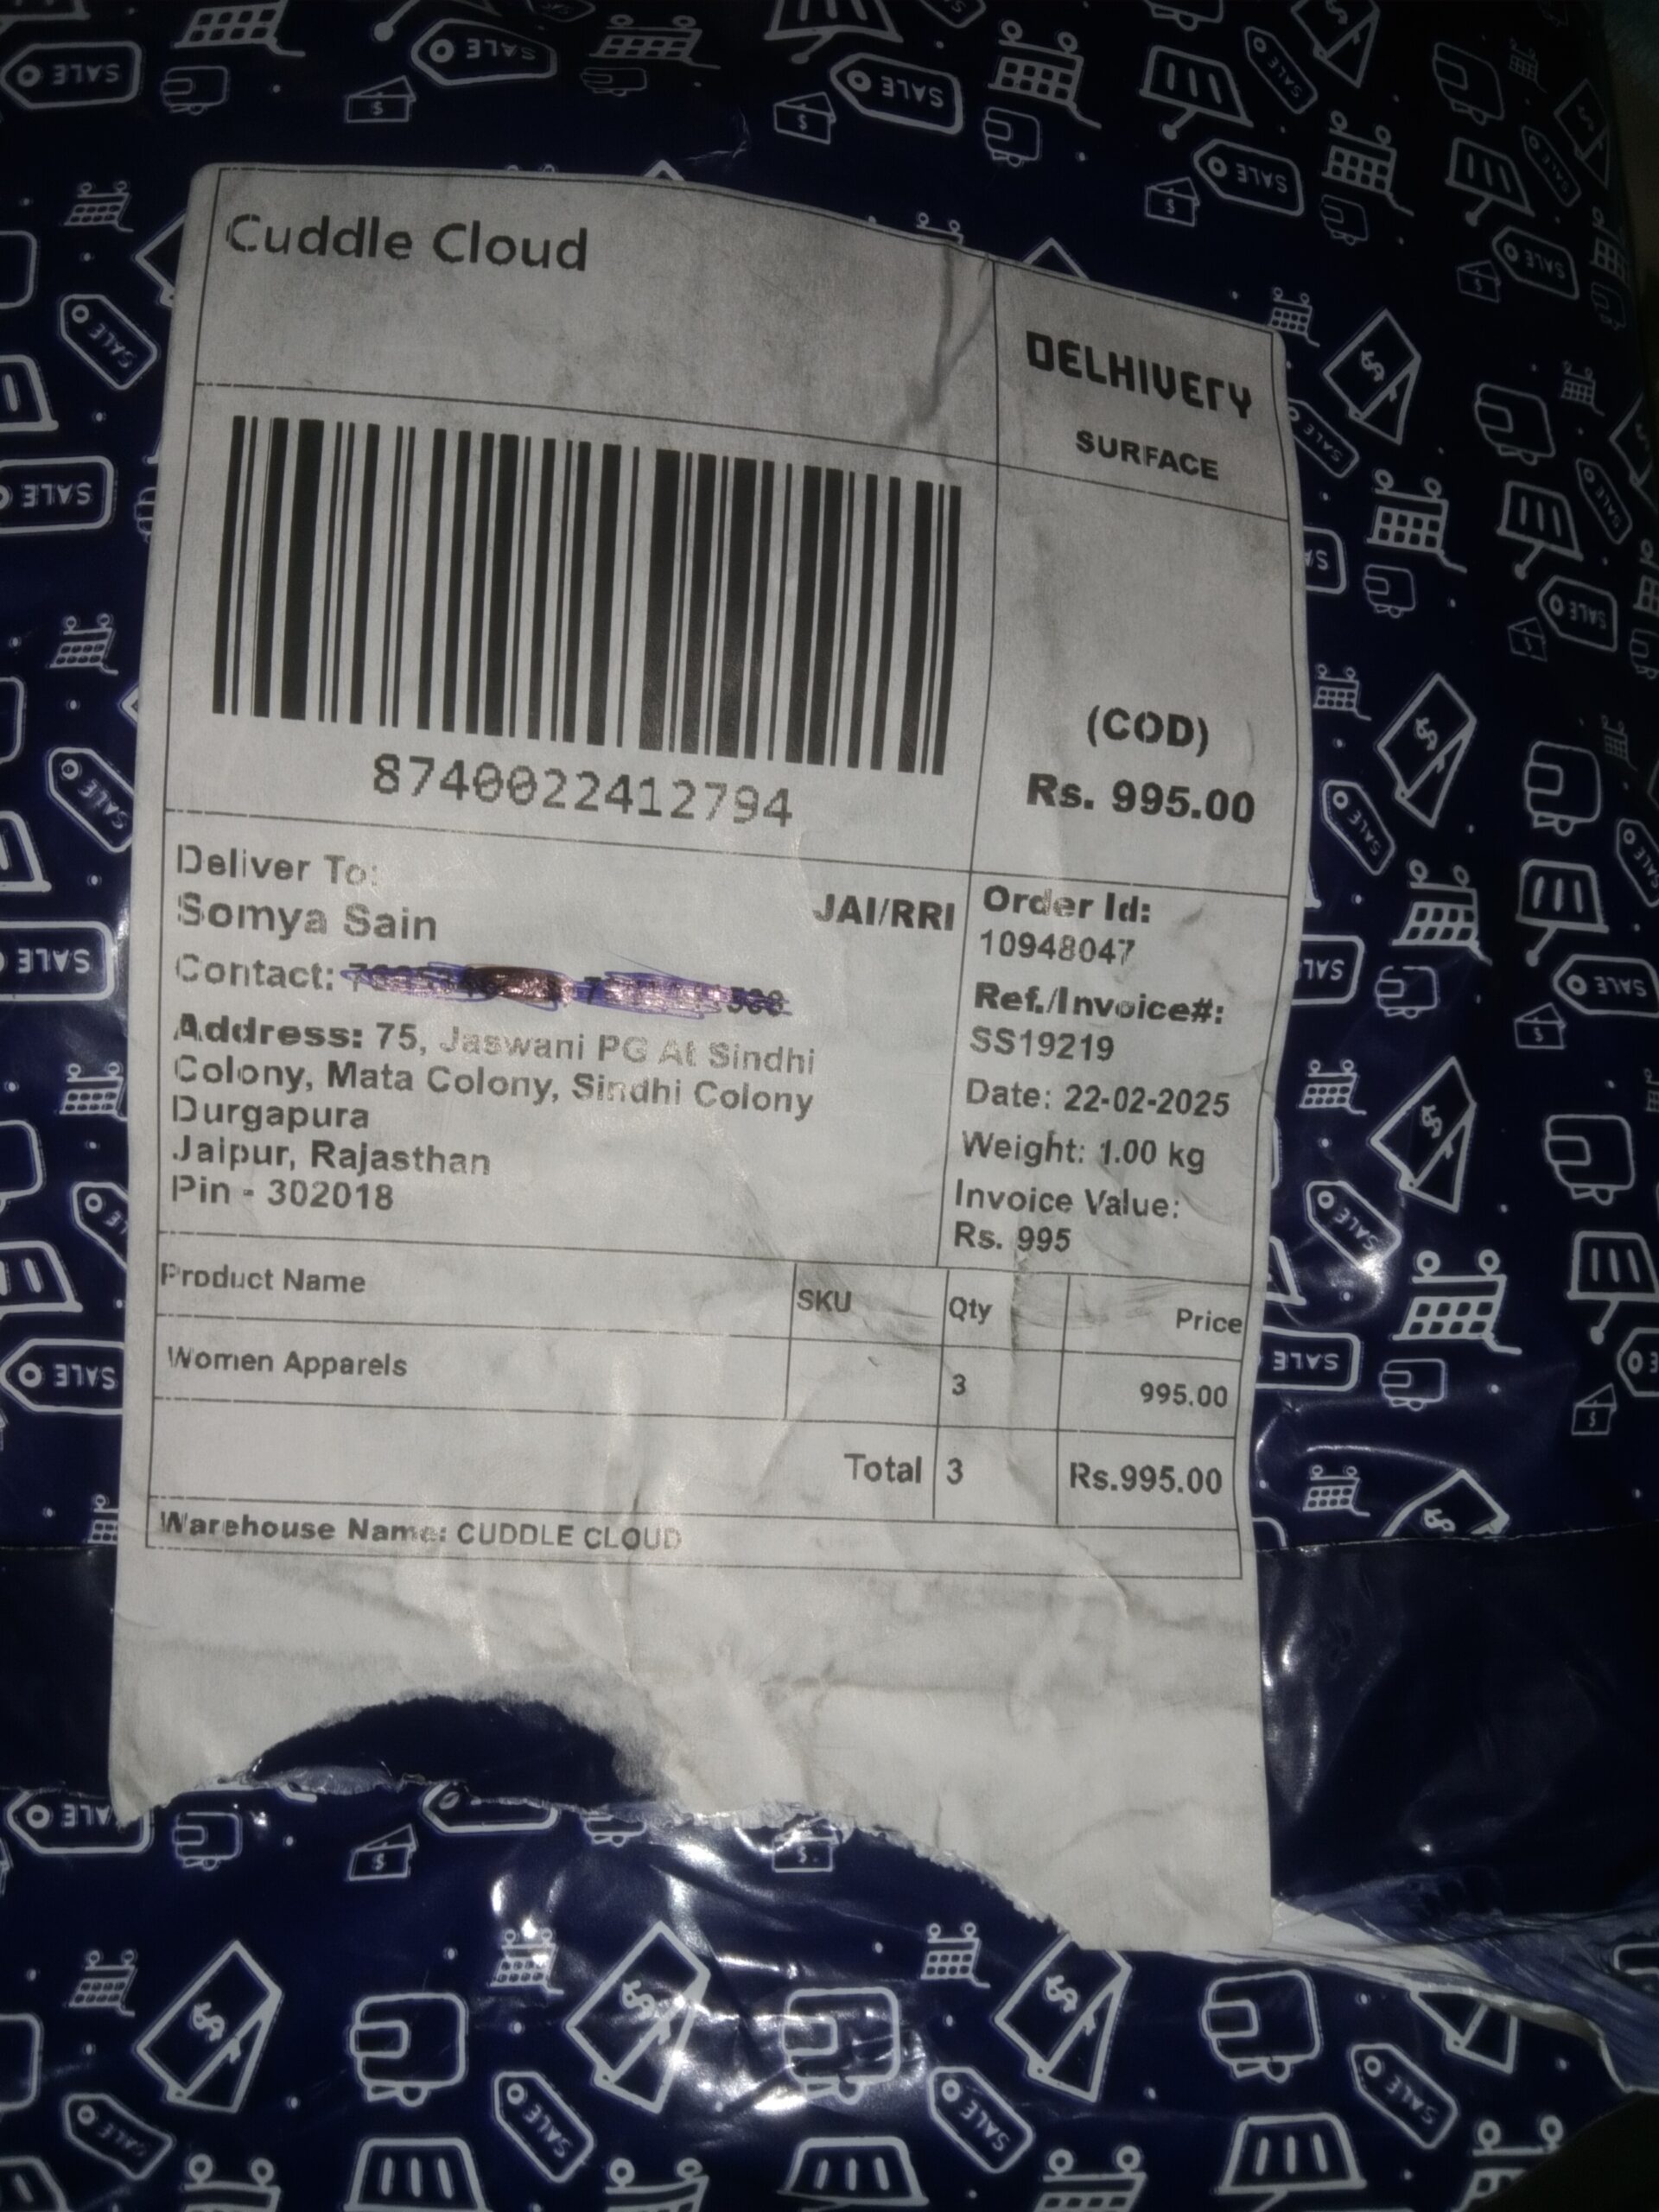 Cuddle Cloud
DELHIVERY
SURFACE
8740022412794
(COD)
Rs. 995.00
Deliver To:
Somya Sain
JAI/RRI
Contact:
Address: 75, Jaswani PG At Sindhi
Colony, Mata Colony, Sindhi Colony
Durgapura
Jaipur, Rajasthan
Pin - 302018
Order Id:
10948047
Ref./Invoice#:
SS19219
Date: 22-02-2025
Weight: 1.00 kg
Invoice Value:
Rs. 995
Product Name SKU Qty Price
Women Apparels 3 995.00
Total 3 Rs.995.00
Warehouse Name: CUDDLE CLOUD
SALE